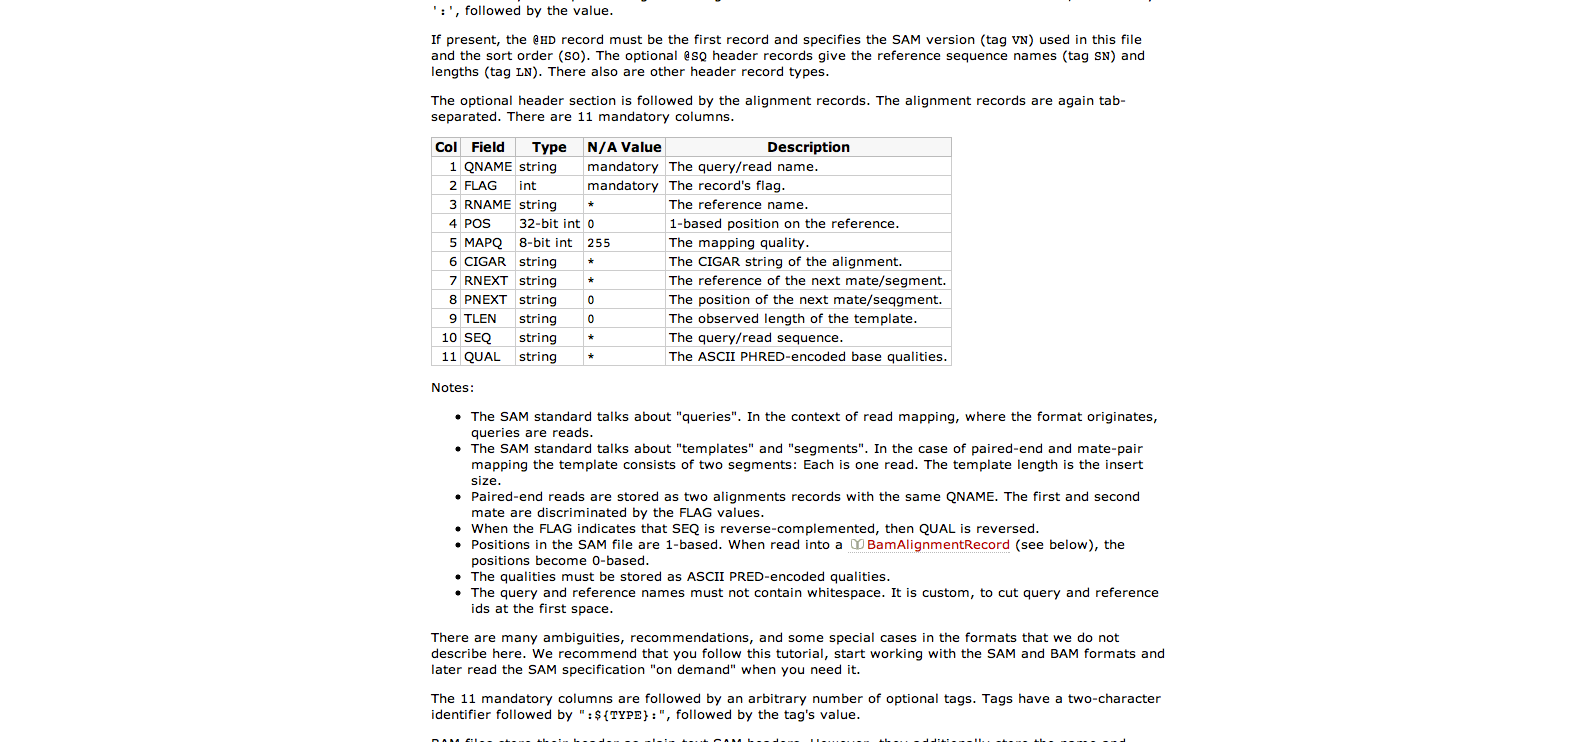 ':', followed by the value.
If present, the @HD record must be the first record and specifies the SAM version (tag VN) used in this file
and the sort order (SO). The optional @SQ header records give the reference sequence names (tag SN) and
lengths (tag LN). There also are other header record types.
The optional header section is followed by the alignment records. The alignment records are again tab-
separated. There are 11 mandatory columns.
Col Field Type N/A Value Description
1 QNAME string mandatory The query/read name.
2 FLAG int mandatory The record's flag.
3 RNAME string * The reference name.
4 POS 32-bit int 0 1-based position on the reference.
5 MAPQ 8-bit int 255 The mapping quality.
6 CIGAR string * The CIGAR string of the alignment.
7 RNEXT string * The reference of the next mate/segment.
8 PNEXT string 0 The position of the next mate/seqgment.
9 TLEN string 0 The observed length of the template.
10 SEQ string * The query/read sequence.
11 QUAL string * The ASCII PHRED-encoded base qualities.
Notes:
• The SAM standard talks about "queries". In the context of read mapping, where the format originates,
queries are reads.
• The SAM standard talks about "templates" and "segments". In the case of paired-end and mate-pair
mapping the template consists of two segments: Each is one read. The template length is the insert
size.
• Paired-end reads are stored as two alignments records with the same QNAME. The first and second
mate are discriminated by the FLAG values.
• When the FLAG indicates that SEQ is reverse-complemented, then QUAL is reversed.
• Positions in the SAM file are 1-based. When read into a BamAlignmentRecord (see below), the
positions become 0-based.
• The qualities must be stored as ASCII PRED-encoded qualities.
• The query and reference names must not contain whitespace. It is custom, to cut query and reference
ids at the first space.
There are many ambiguities, recommendations, and some special cases in the formats that we do not
describe here. We recommend that you follow this tutorial, start working with the SAM and BAM formats and
later read the SAM specification "on demand" when you need it.
The 11 mandatory columns are followed by an arbitrary number of optional tags. Tags have a two-character
identifier followed by ":${TYPE}:", followed by the tag's value.